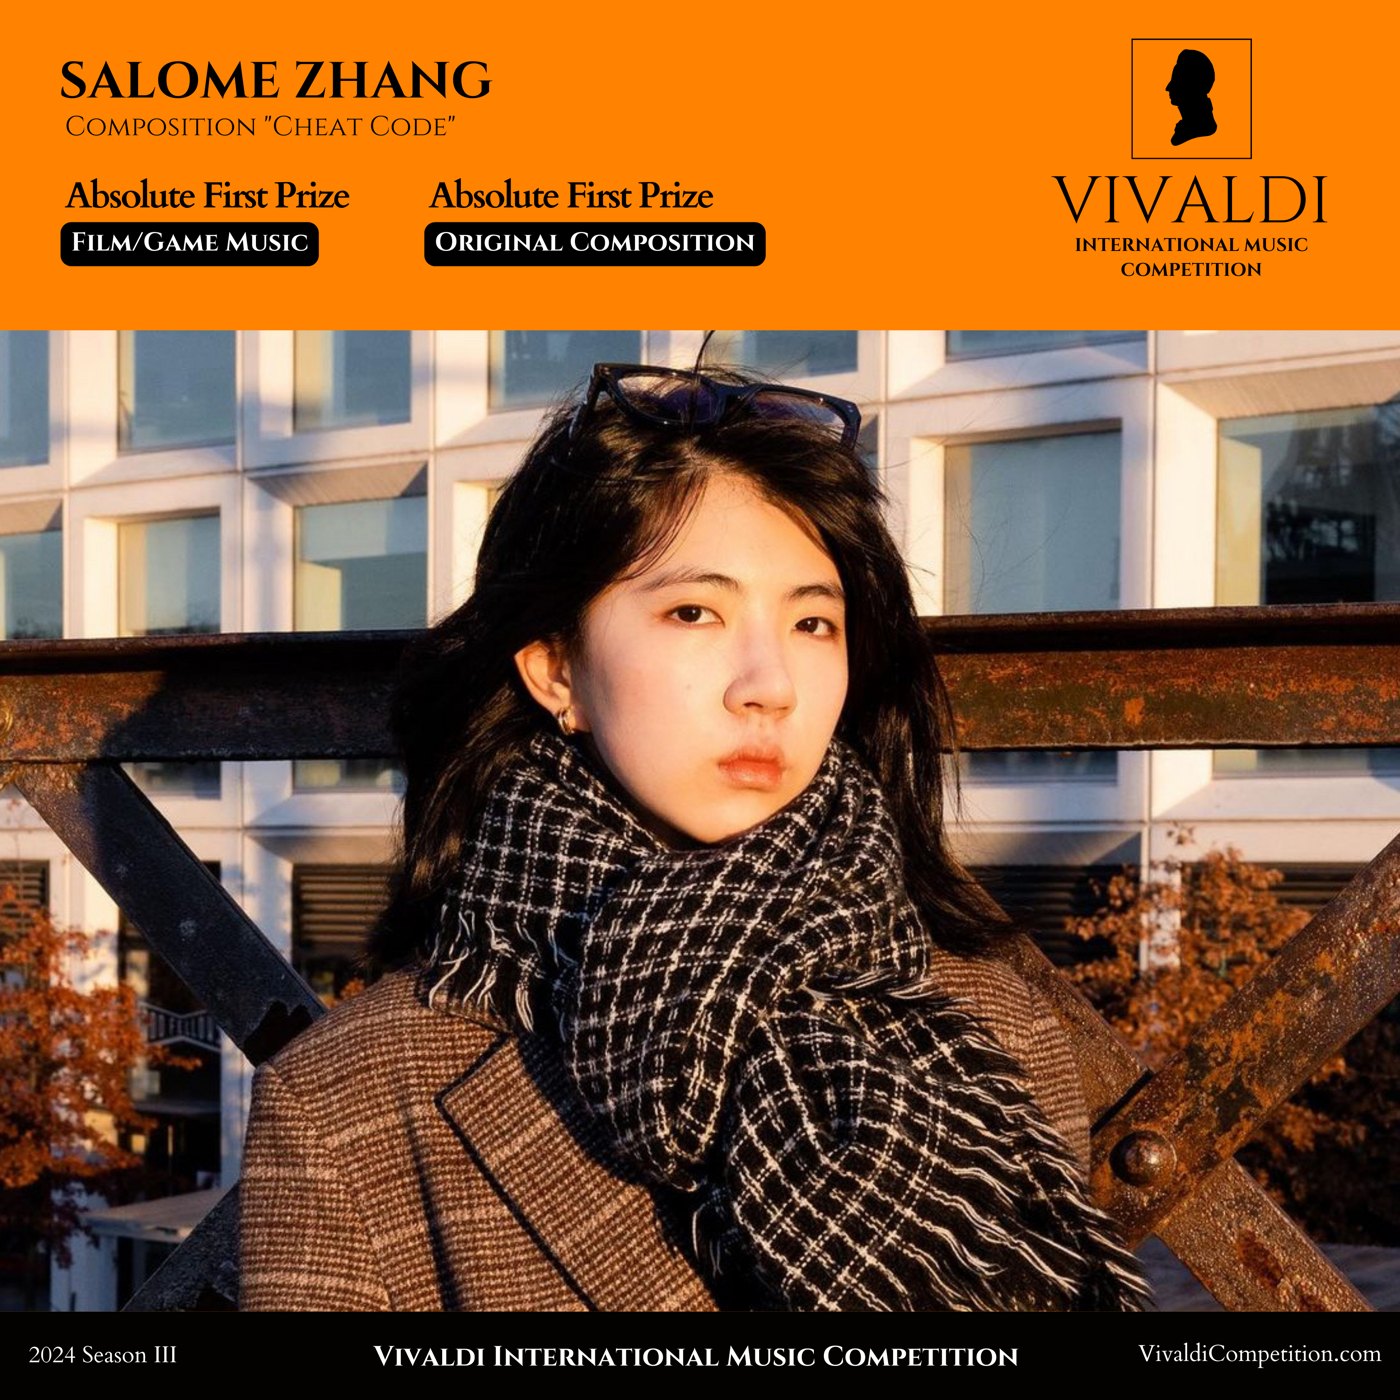 SALOME ZHANG
COMPOSITION "CHEAT CODE"
Absolute First Prize
FILM/GAME MUSIC
Absolute First Prize
ORIGINAL COMPOSITION
VIVALDI
INTERNATIONAL MUSIC
COMPETITION
2024 Season III
VIVALDI INTERNATIONAL MUSIC COMPETITION
VivaldiCompetition.com